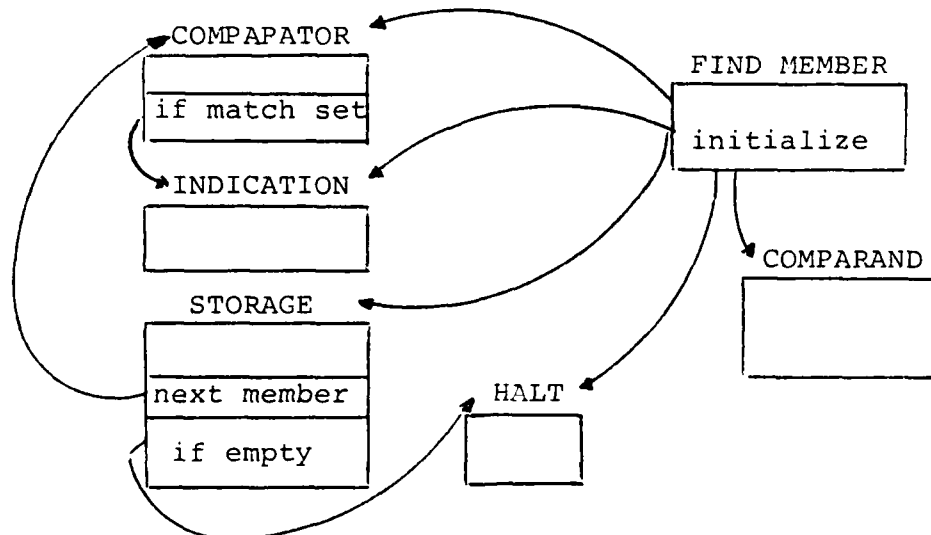 COMPAPATOR
if match set
INDICATION
STORAGE
next member
if empty
FIND MEMBER
initialize
COMPARAND
HALT